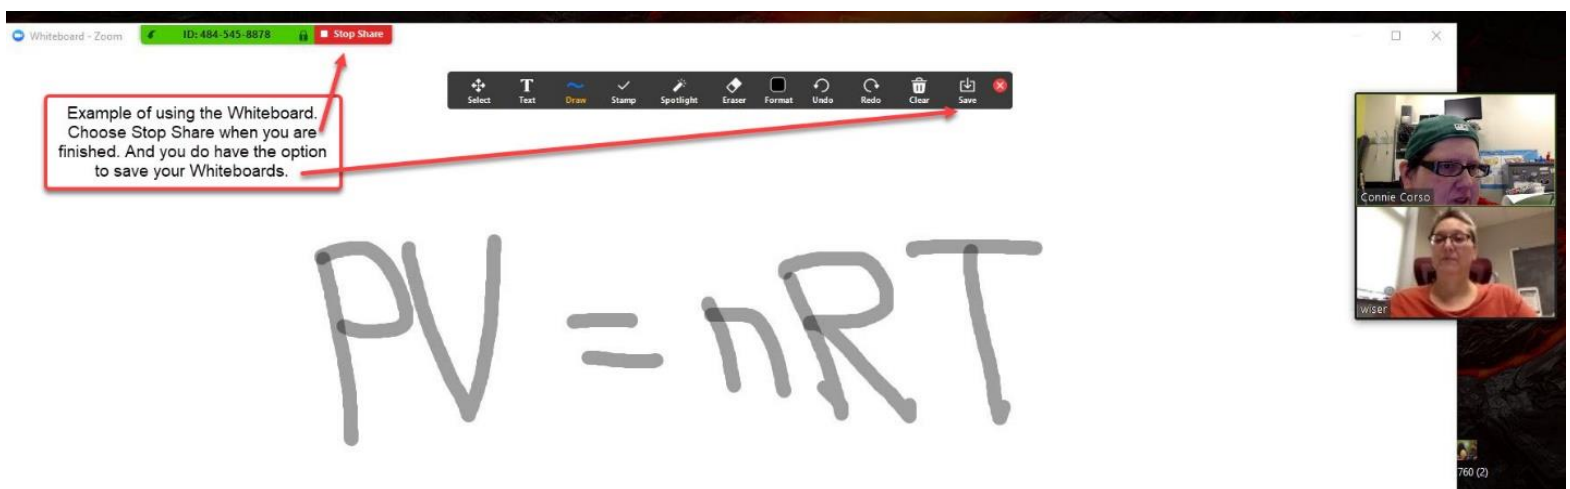 Whiteboard - Zoom
ID: 484-545-8878
Stop Share
Select
Text
Draw
Stamp
Spotlight
Eraser
Format
Undo
Redo
Clear
Save
Example of using the Whiteboard.
Choose Stop Share when you are
finished. And you do have the option
to save your Whiteboards.
Connie Corso
wiser
PV = nRT
760 (2)